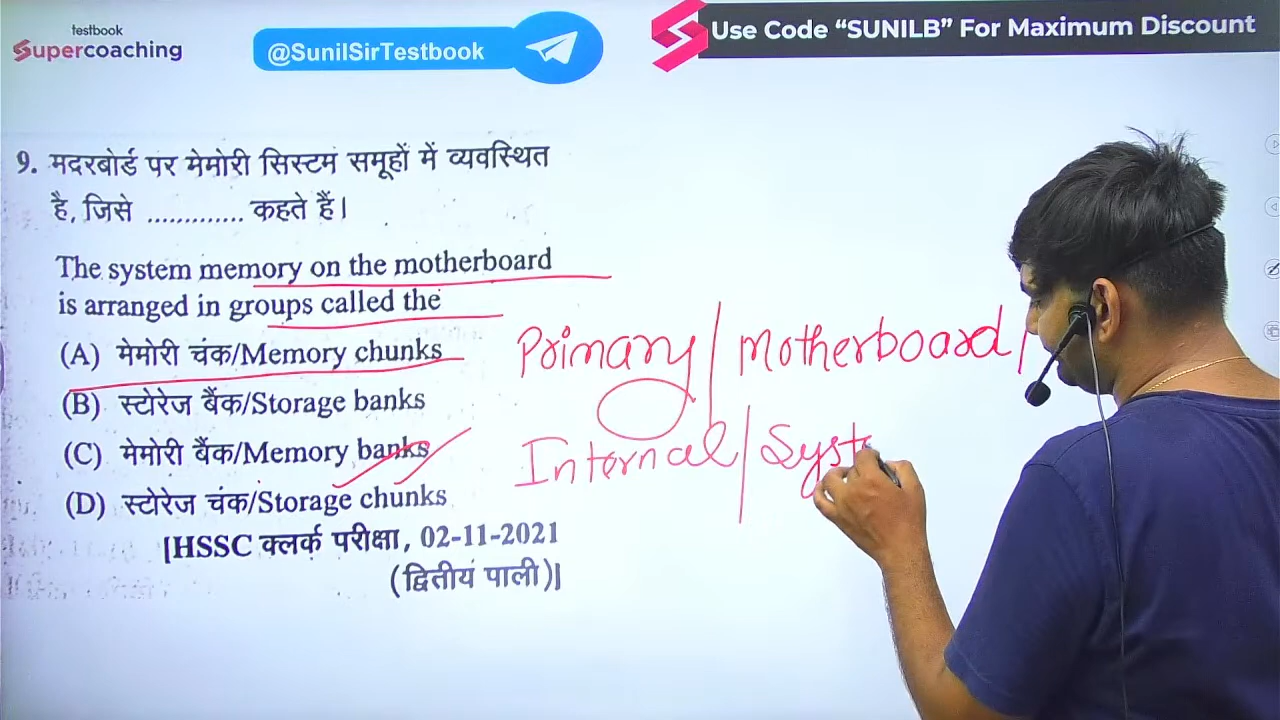 testbook
Supercoaching
@SunilSirTestbook
Use Code “SUNILB” For Maximum Discount
9. मदरबोर्ड पर मेमोरी सिस्टम समूहों में व्यवस्थित
है, जिसे ............. कहते हैं।
The system memory on the motherboard
is arranged in groups called the
(A) मेमोरी चंक/Memory chunks
(B) स्टोरेज बैंक/Storage banks
(C) मेमोरी बैंक/Memory banks
(D) स्टोरेज चंक/Storage chunks
[HSSC क्लर्क परीक्षा, 02-11-2021
(द्वितीय पाली)]
Primary / Motherboard /
Internal / Syst